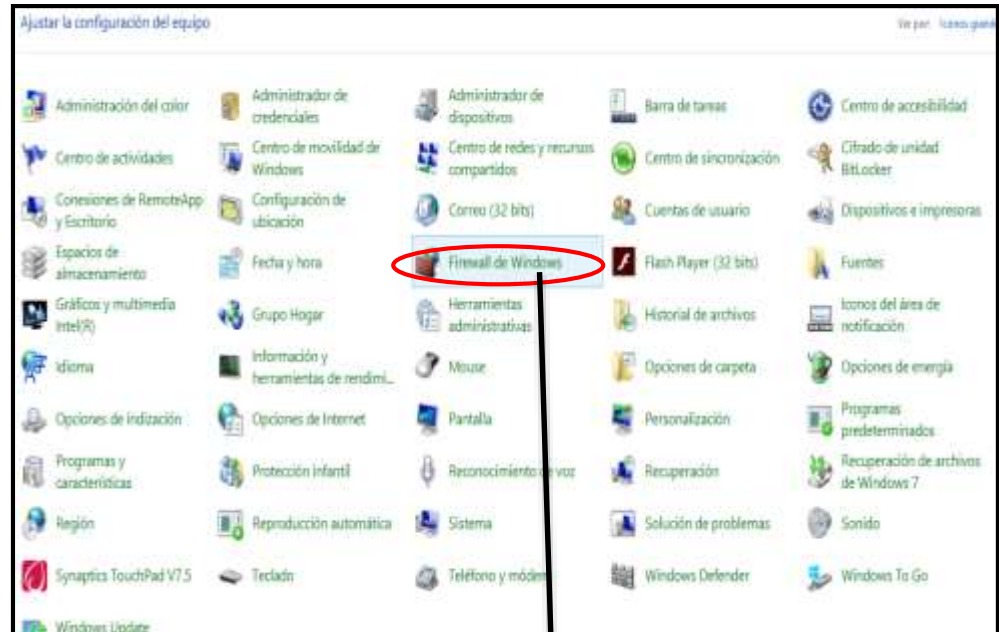 Ajustar la configuración del equipo
Ver por: Iconos grand
Administración del color
Administrador de
credenciales
Administrador de
dispositivos
Barra de tareas
Centro de accesibilidad
Centro de actividades
Centro de movilidad de
Windows
Centro de redes y recursos
compartidos
Centro de sincronización
Cifrado de unidad
BitLocker
Conexiones de RemoteApp
y Escritorio
Configuración de
ubicación
Correo (32 bits)
Cuentas de usuario
Dispositivos e impresoras
Espacios de
almacenamiento
Fecha y hora
Firewall de Windows
Flash Player (32 bits)
Fuentes
Gráficos y multimedia
Intel(R)
Grupo Hogar
Herramientas
administrativas
Historial de archivos
Iconos del área de
notificación
Idioma
Información y
herramientas de rendimi...
Mouse
Opciones de carpeta
Opciones de energía
Opciones de indización
Opciones de Internet
Pantalla
Personalización
Programas
predeterminados
Programas y
características
Protección infantil
Reconocimiento de voz
Recuperación
Recuperación de archivos
de Windows 7
Región
Reproducción automática
Sistema
Solución de problemas
Sonido
Synaptics TouchPad V7.5
Teclado
Teléfono y módem
Windows Defender
Windows To Go
Windows Update